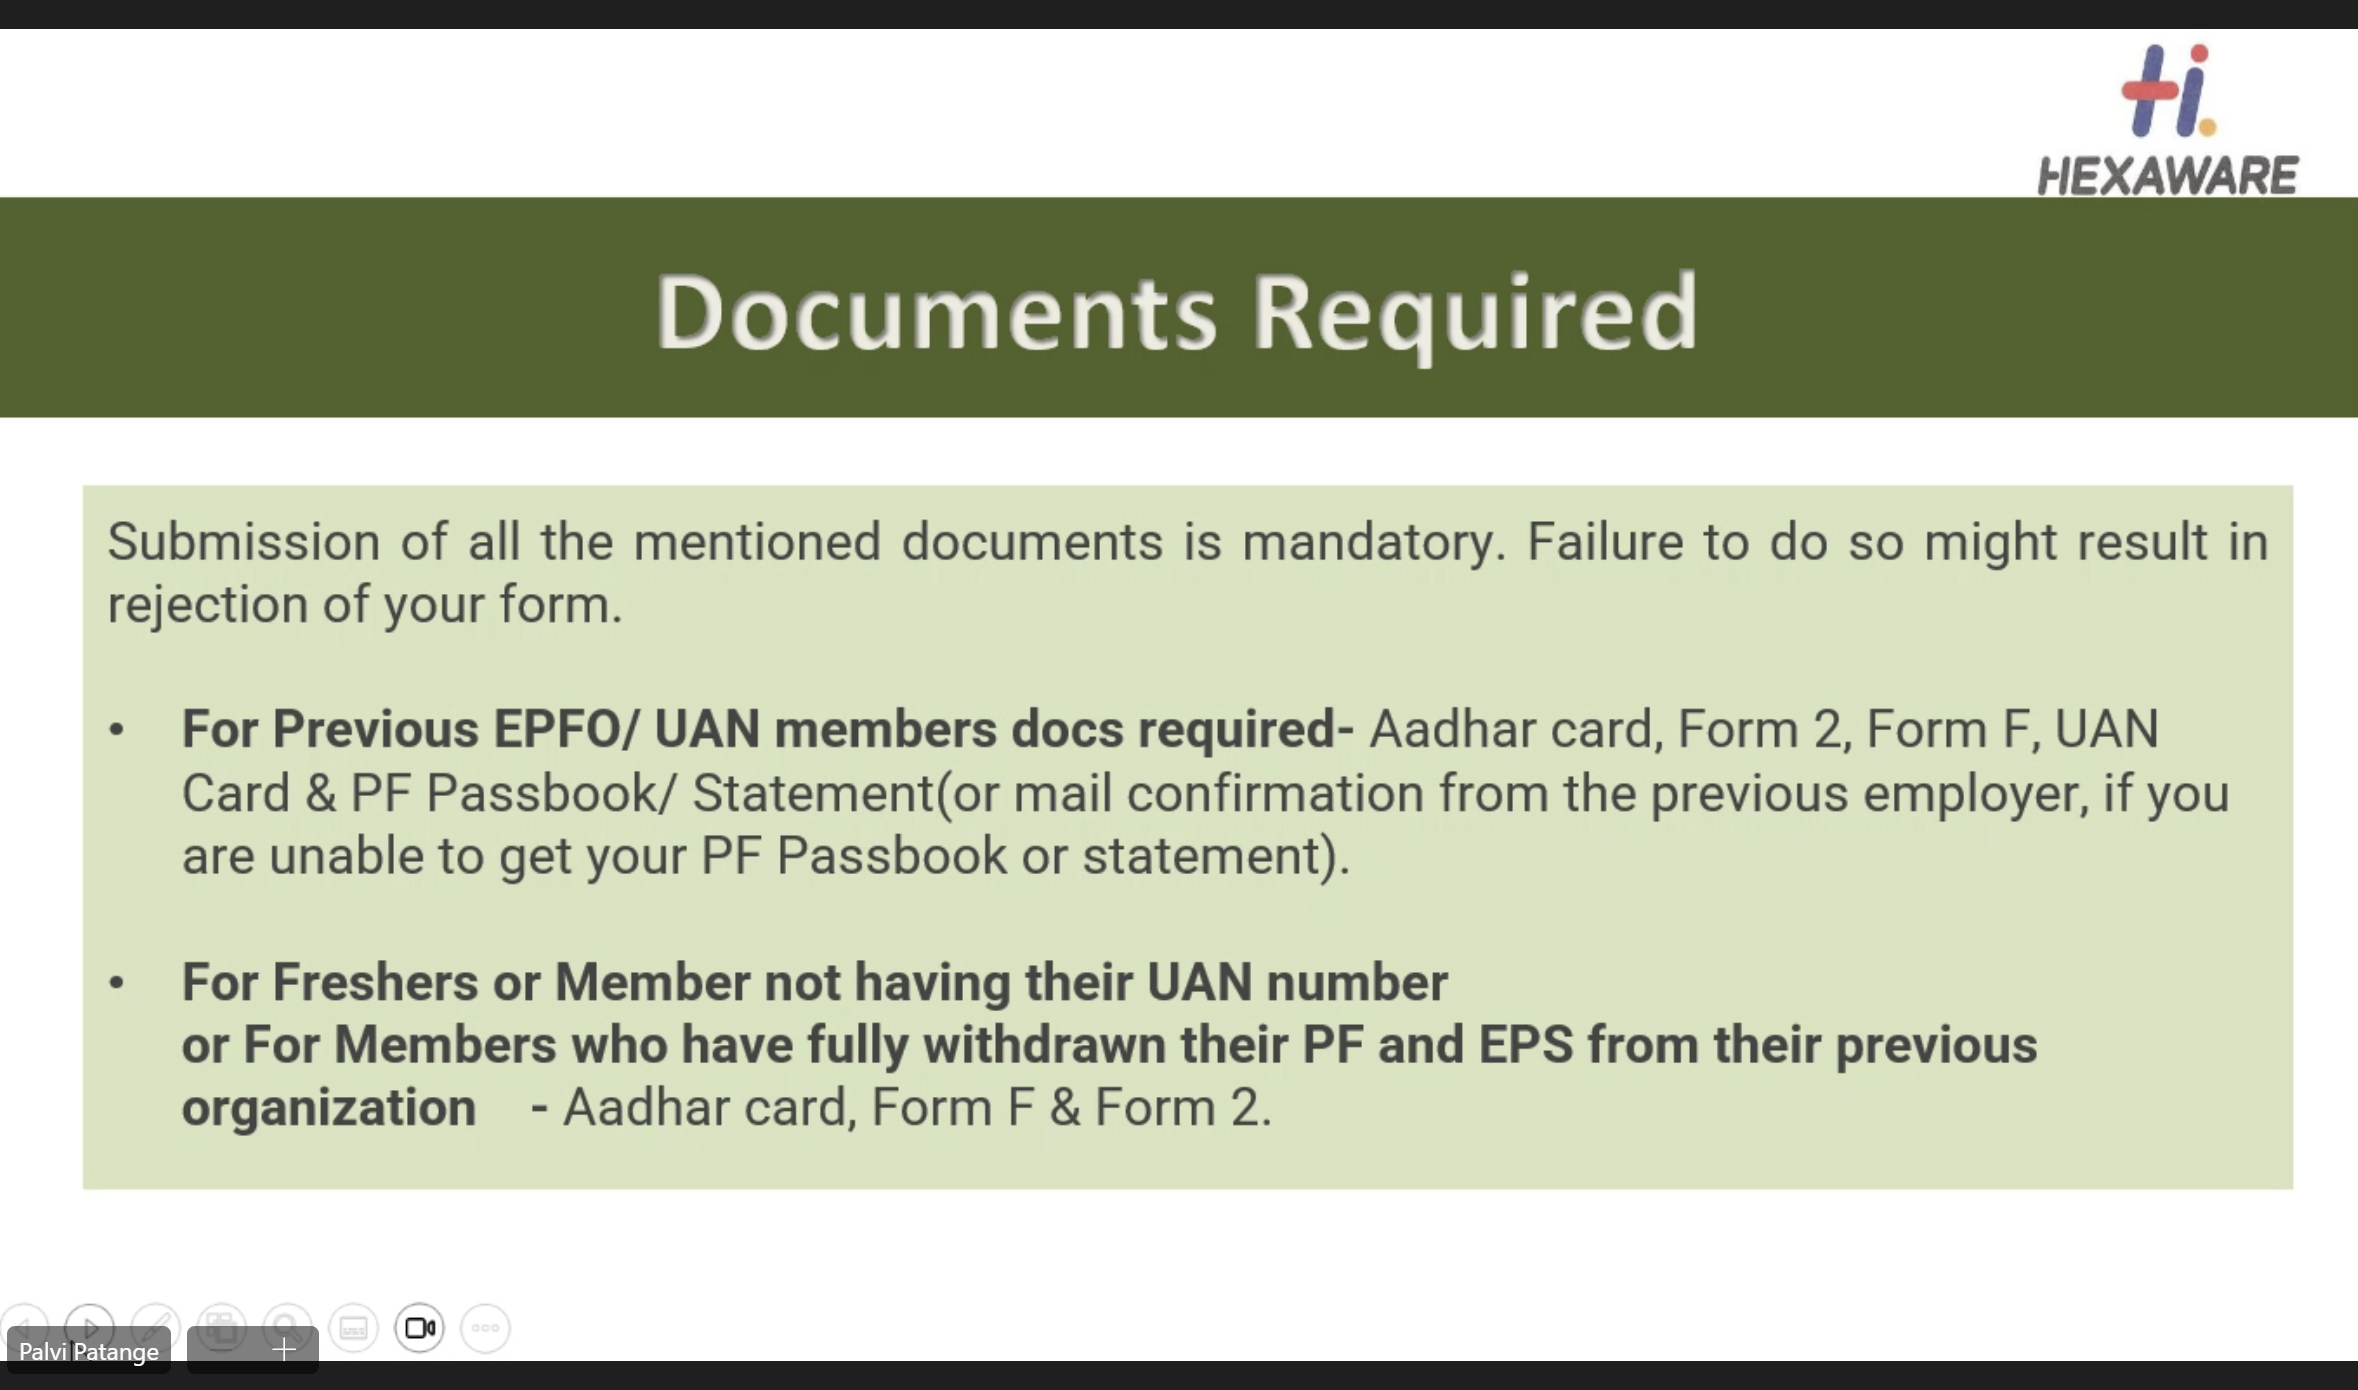 Hi.
HEXAWARE
Documents Required
Submission of all the mentioned documents is mandatory. Failure to do so might result in
rejection of your form.
• For Previous EPFO/ UAN members docs required- Aadhar card, Form 2, Form F, UAN
Card & PF Passbook/ Statement(or mail confirmation from the previous employer, if you
are unable to get your PF Passbook or statement).
• For Freshers or Member not having their UAN number
or For Members who have fully withdrawn their PF and EPS from their previous
organization - Aadhar card, Form F & Form 2.
Palvi Patange